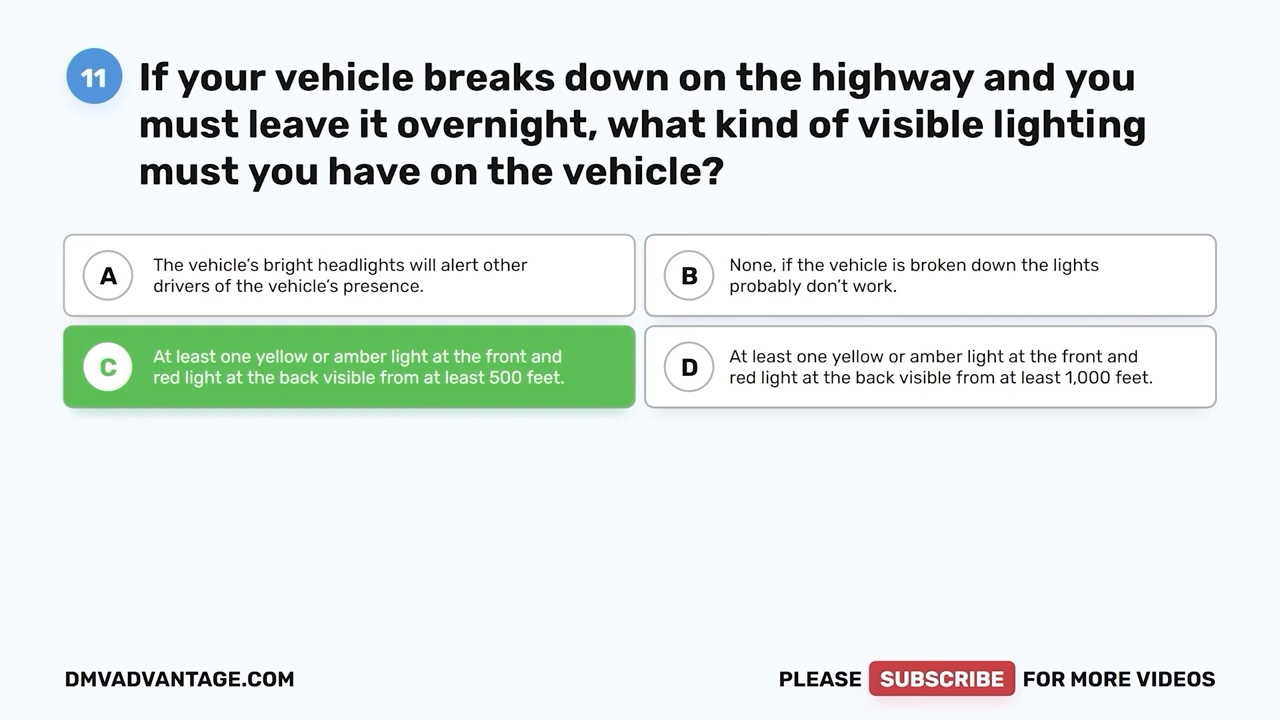 11
If your vehicle breaks down on the highway and you
must leave it overnight, what kind of visible lighting
must you have on the vehicle?
A
The vehicle's bright headlights will alert other
drivers of the vehicle's presence.
B
None, if the vehicle is broken down the lights
probably don't work.
C
At least one yellow or amber light at the front and
red light at the back visible from at least 500 feet.
D
At least one yellow or amber light at the front and
red light at the back visible from at least 1,000 feet.
DMVADVANTAGE.COM
PLEASE SUBSCRIBE FOR MORE VIDEOS